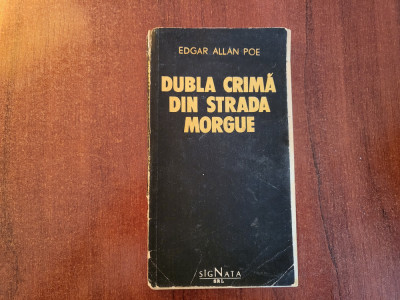 EDGAR ALLAN POE
DUBLA CRIMĂ
DIN STRADA
MORGUE
SIGNATA
SRL